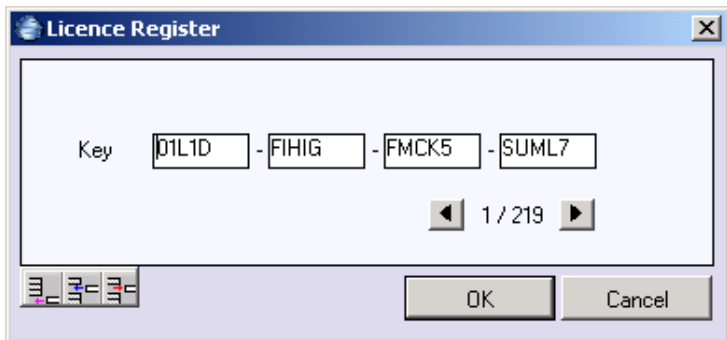 Licence Register
Key 01L1D - FIHIG - FMCK5 - SUML7
1 / 219
OK Cancel